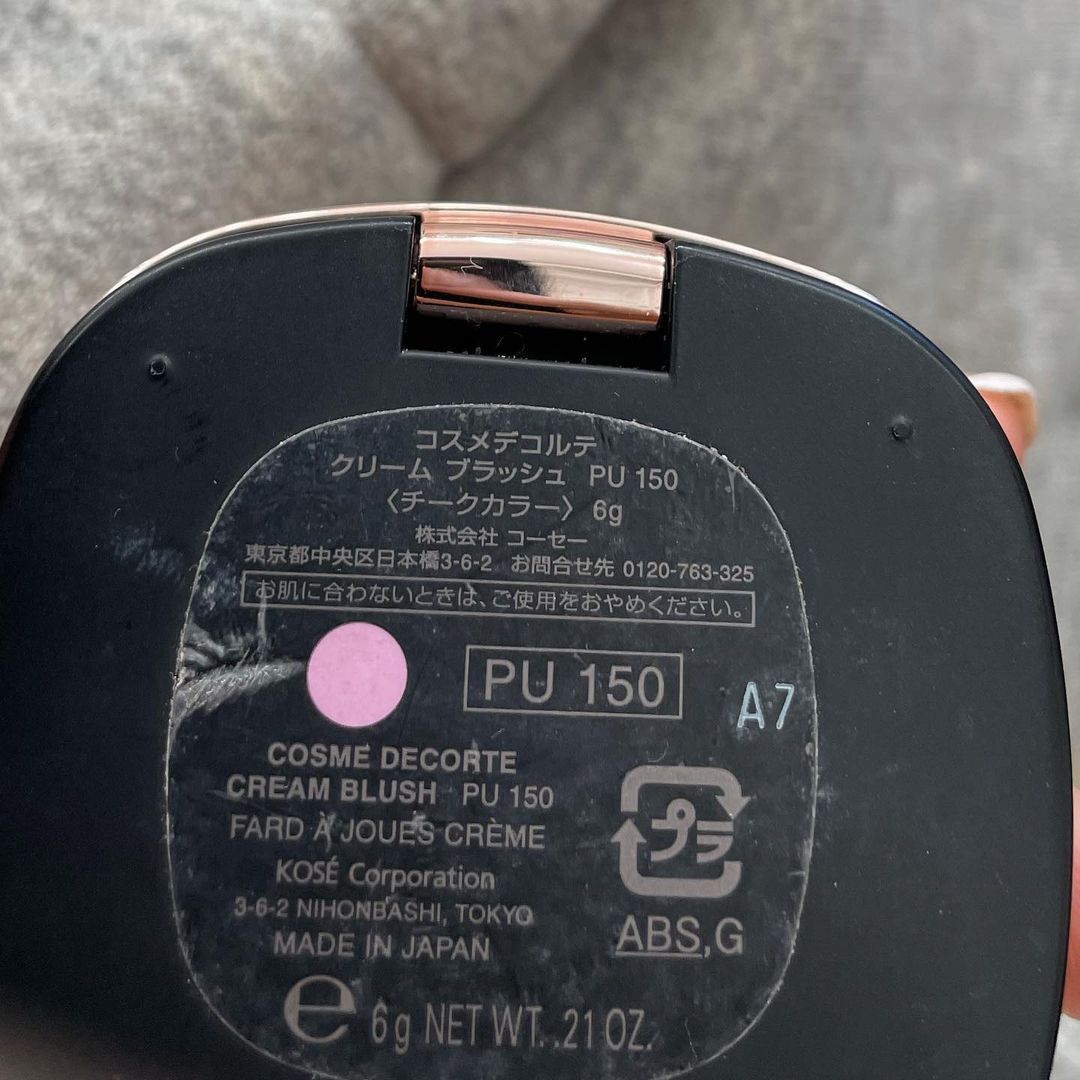 コスメデコルテ
クリーム ブラッシュ PU 150
〈チークカラー〉 6g
株式会社 コーセー
東京都中央区日本橋3-6-2 お問合せ先 0120-763-325
お肌に合わないときは、ご使用をおやめください。
PU 150
A7
COSME DECORTE
CREAM BLUSH PU 150
FARD À JOUES CRÈME
KOSÉ Corporation
3-6-2 NIHONBASHI, TOKYO
MADE IN JAPAN
プラ
ABS,G
e 6g NET WT. .21 OZ.